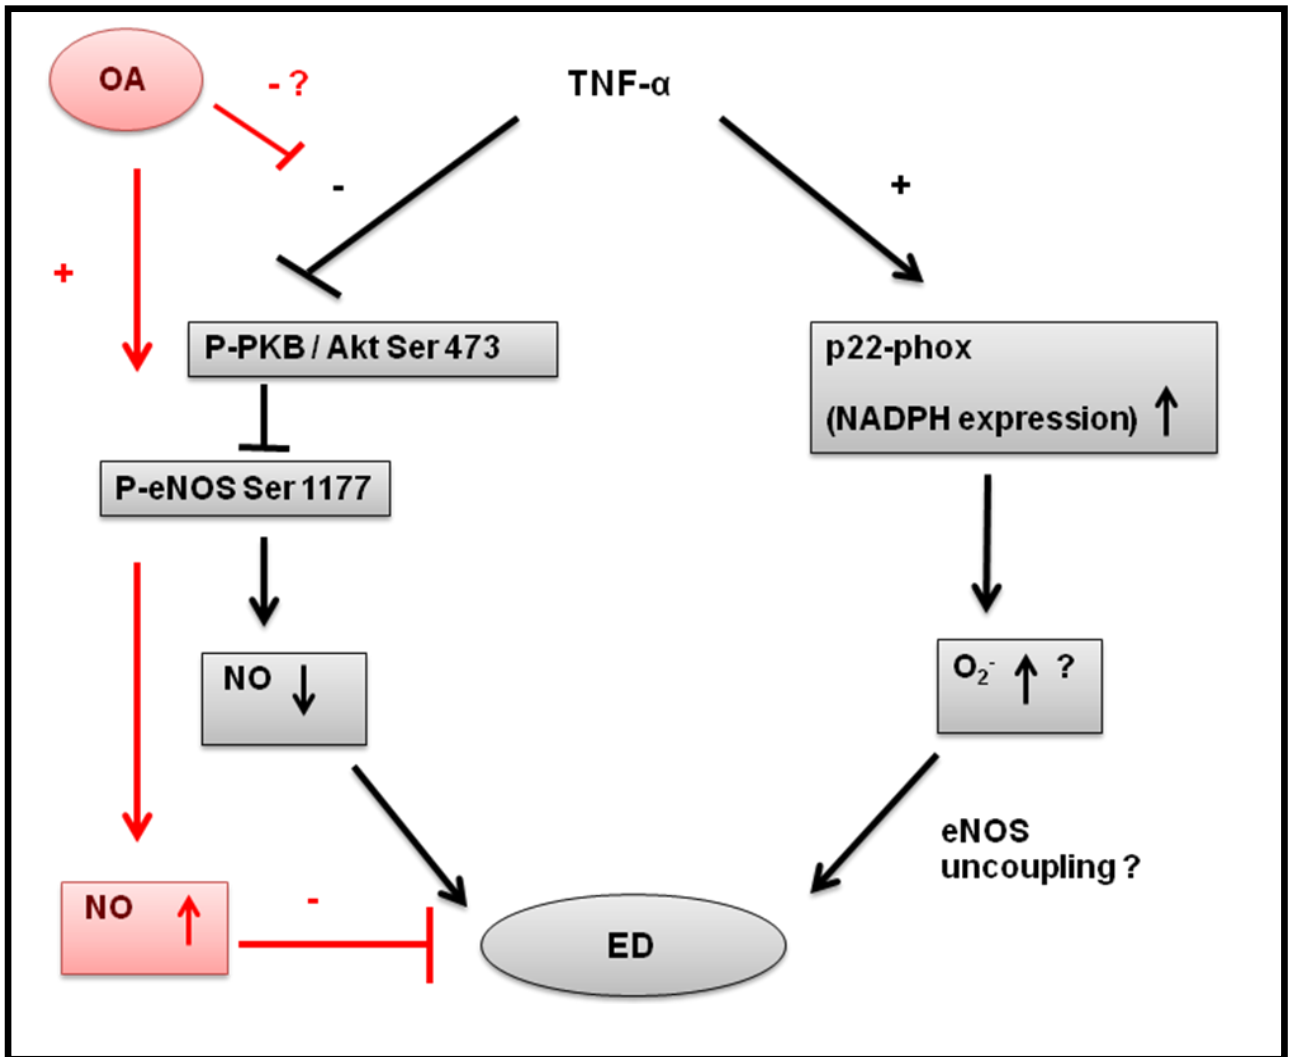 OA
- ?
TNF-α
-
+
+
P-PKB / Akt Ser 473
p22-phox
(NADPH expression) ↑
P-eNOS Ser 1177
NO ↓
O₂⁻ ↑ ?
eNOS
uncoupling ?
NO ↑
-
ED